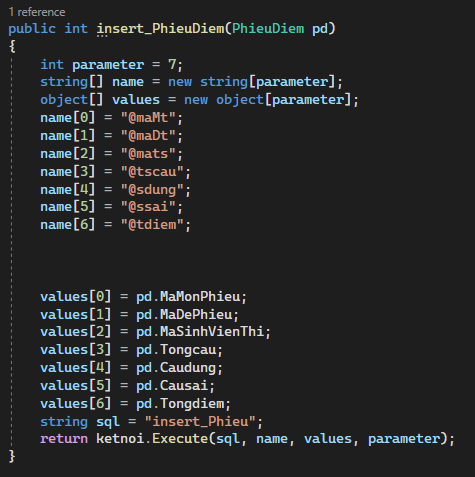 1 reference
public int insert_PhieuDiem(PhieuDiem pd)
{
int parameter = 7;
string[] name = new string[parameter];
object[] values = new object[parameter];
name[0] = "@maMt";
name[1] = "@maDt";
name[2] = "@mats";
name[3] = "@tscau";
name[4] = "@sdung";
name[5] = "@ssai";
name[6] = "@tdiem";
values[0] = pd.MaMonPhieu;
values[1] = pd.MaDePhieu;
values[2] = pd.MaSinhVienThi;
values[3] = pd.Tongcau;
values[4] = pd.Caudung;
values[5] = pd.Causai;
values[6] = pd.Tongdiem;
string sql = "insert_Phieu";
return ketnoi.Execute(sql, name, values, parameter);
}